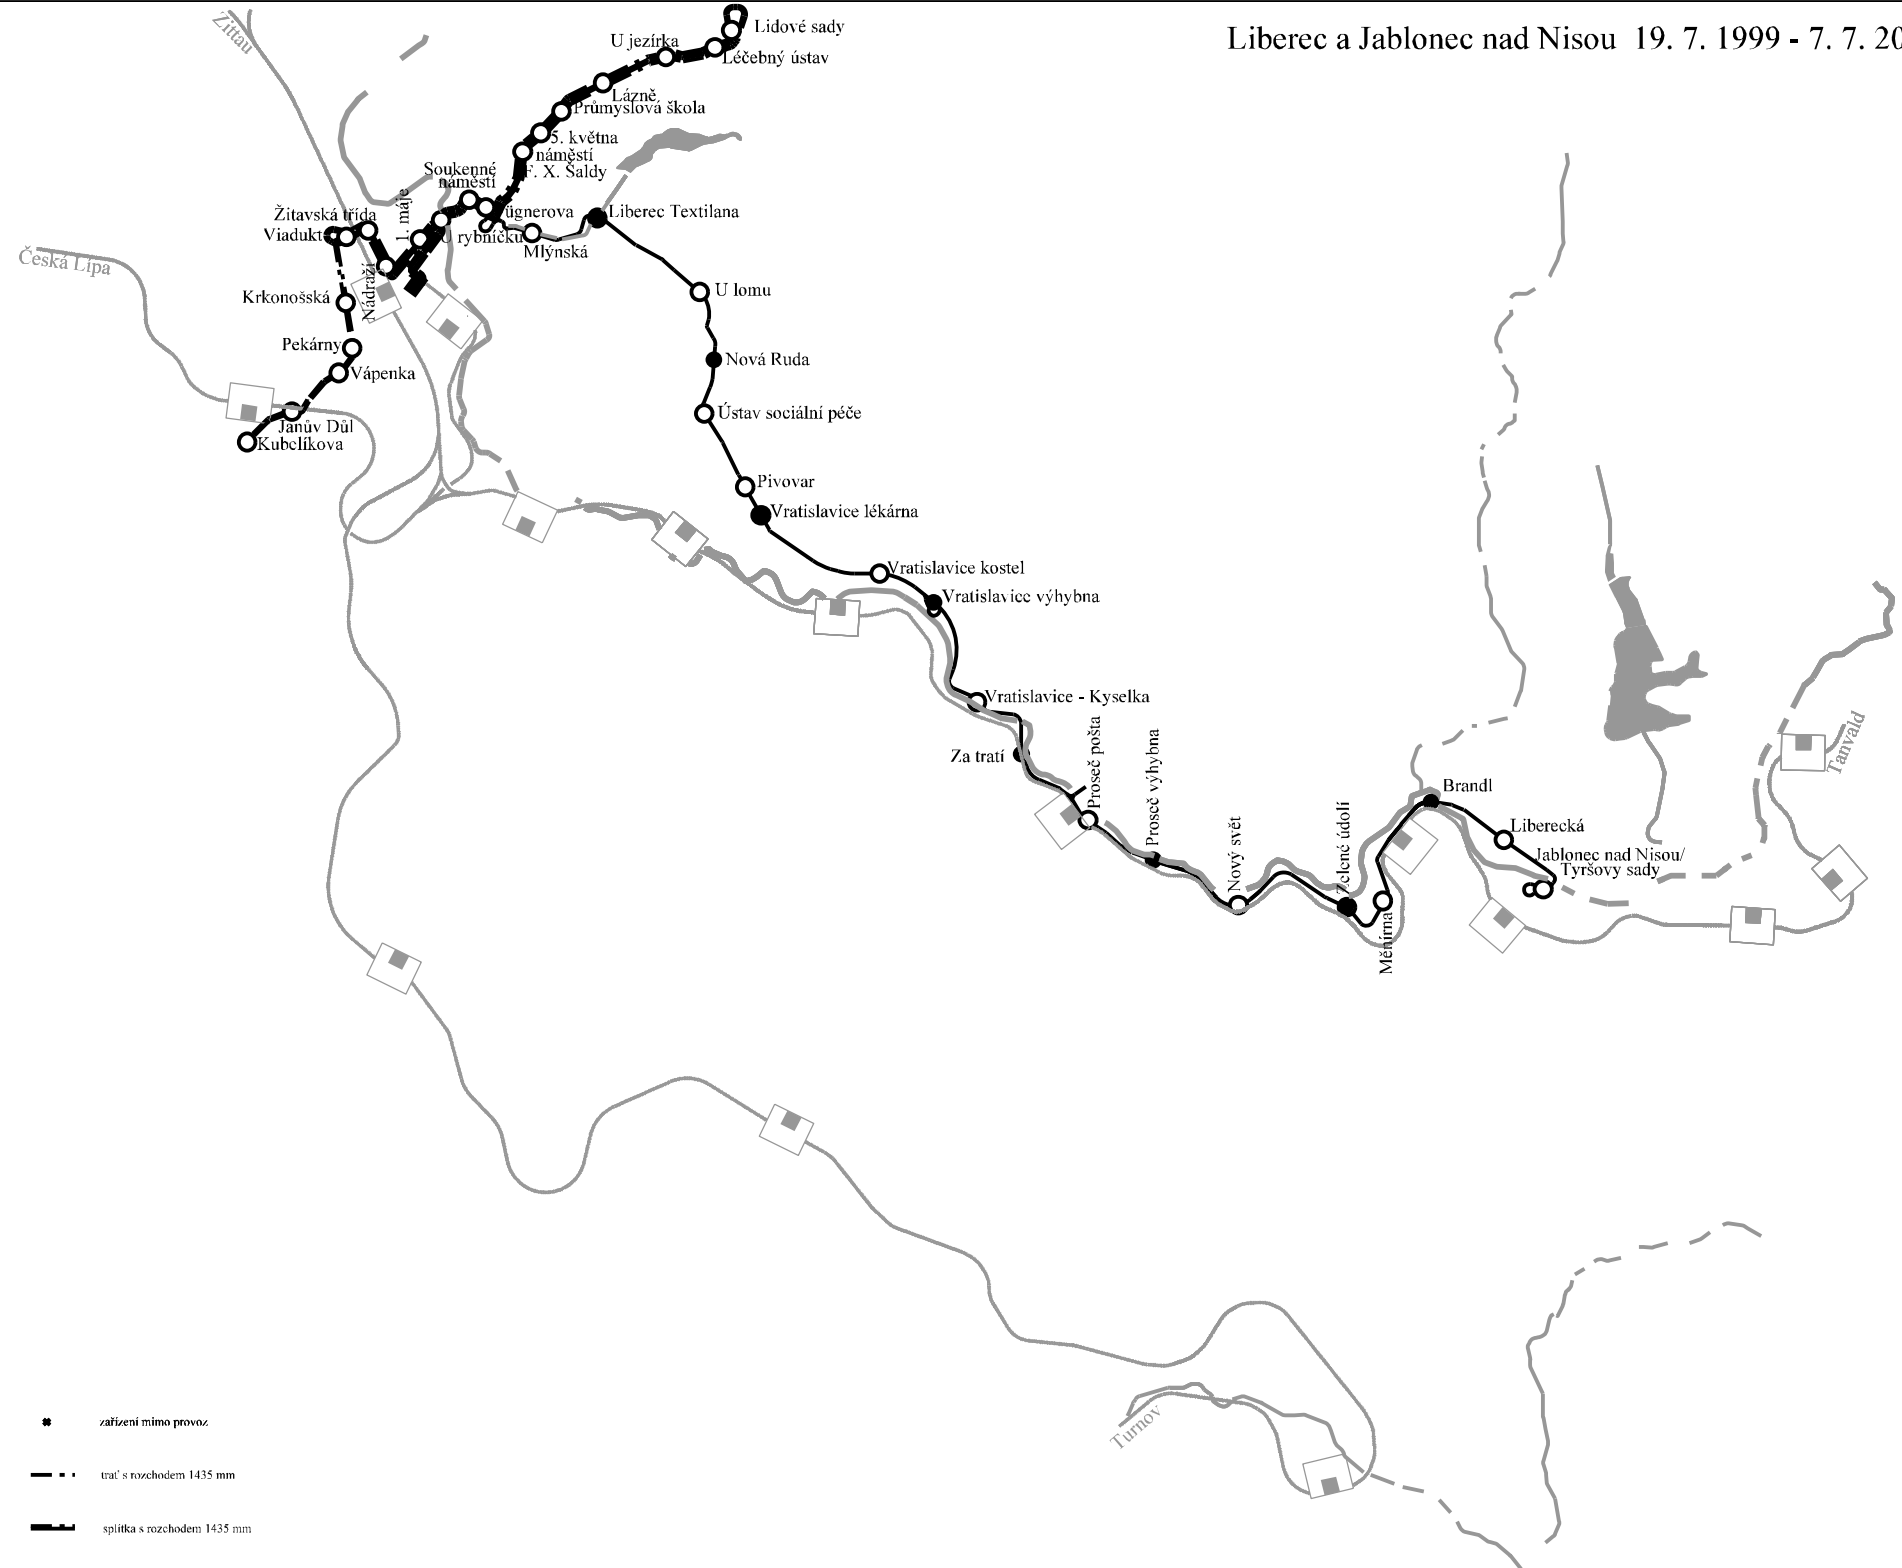 Liberec a Jablonec nad Nisou 19. 7. 1999 - 7. 7. 20
Zittau
Lidové sady
U jezírka
Léčebný ústav
Lázně
Průmyslová škola
5. května
náměstí
F. X. Šaldy
Soukenné
náměstí
1. máje
Žitavská třída
Viadukt
U rybníčku
ügnerova
Mlýnská
Liberec Textilana
Česká Lípa
Nádraží
Krkonošská
U lomu
Pekárny
Nová Ruda
Vápenka
Ústav sociální péče
Janův Důl
Kubelíkova
Pivovar
Vratislavice lékárna
Vratislavice kostel
Vratislavice výhybna
Vratislavice - Kyselka
Za tratí
Proseč pošta
Proseč výhybna
Nový svět
Zelené údolí
Měnírna
Brandl
Liberecká
Jablonec nad Nisou/
Tyršovy sady
Tanvald
Turnov
zařízení mimo provoz
trať s rozchodem 1435 mm
splítka s rozchodem 1435 mm